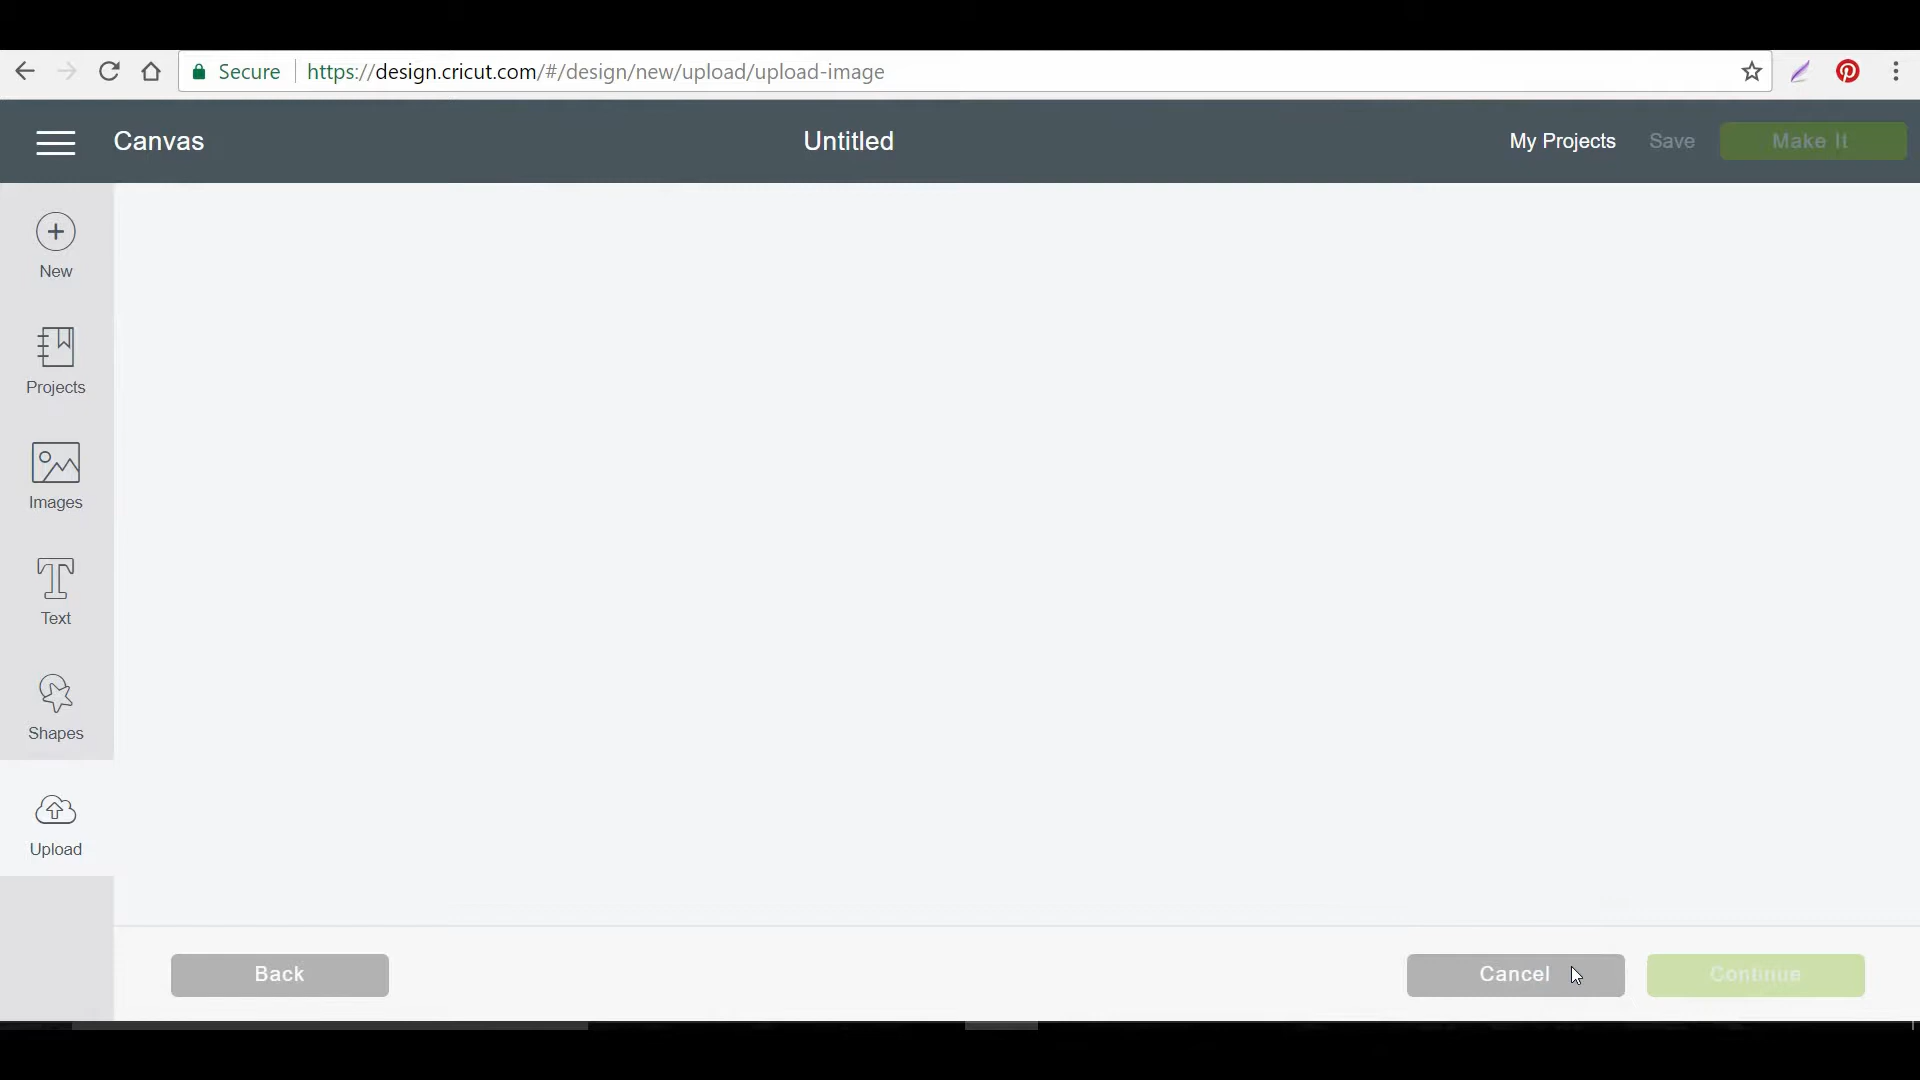 Secure https://design.cricut.com/#/design/new/upload/upload-image
Canvas Untitled My Projects Save Make It
New
Projects
Images
Text
Shapes
Upload
Back Cancel Continue